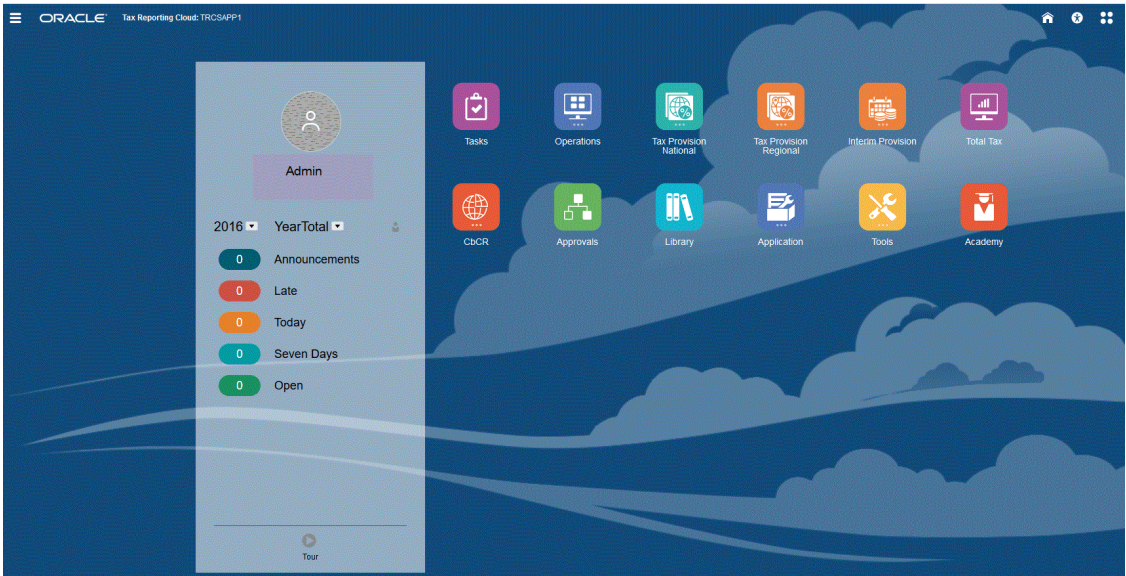 ORACLE® Tax Reporting Cloud: TRCSAPP1
Admin
2016 YearTotal
0 Announcements
0 Late
0 Today
0 Seven Days
0 Open
Tour
Tasks
Operations
Tax Provision
National
Tax Provision
Regional
Interim Provision
Total Tax
CbCR
Approvals
Library
Application
Tools
Academy